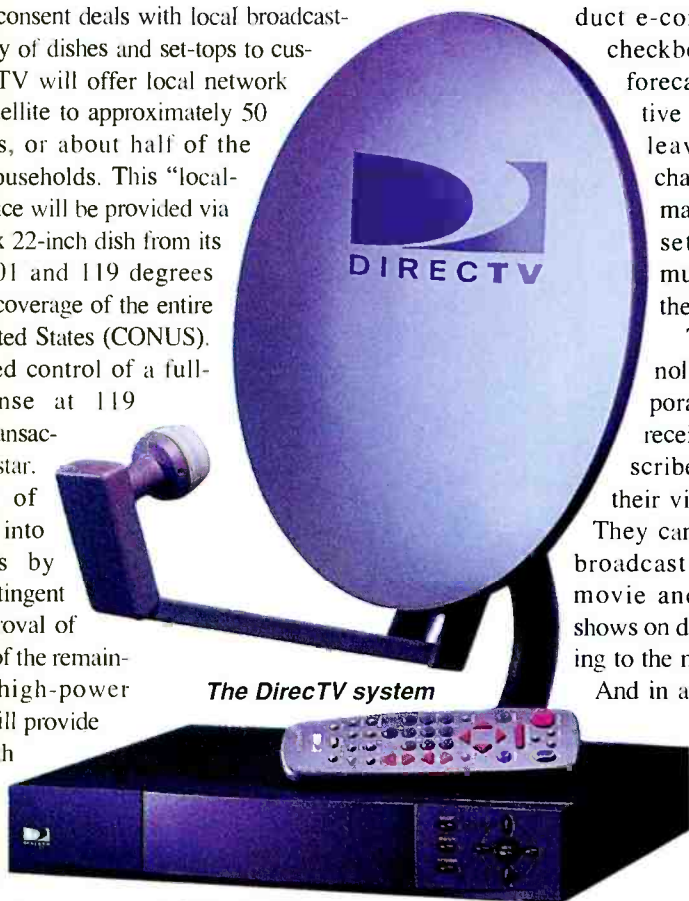 consent deals with local broadcast-
y of dishes and set-tops to cus-
TV will offer local network
ellite to approximately 50
s, or about half of the
ouseholds. This “local-
ce will be provided via
x 22-inch dish from its
01 and 119 degrees
coverage of the entire
ted States (CONUS).
ed control of a full-
nse at 119
ansac-
star.
of
into
s by
tingent
roval of
of the remain-
high-power
ill provide
h
DIRECTV
The DirecTV system
duct e-co
checkb
foreca
tive
leav
cha
ma
set
mu
the
T
nol
pora
recei
scribe
their vi
They car
broadcast
movie and
shows on d
ing to the n
And in a